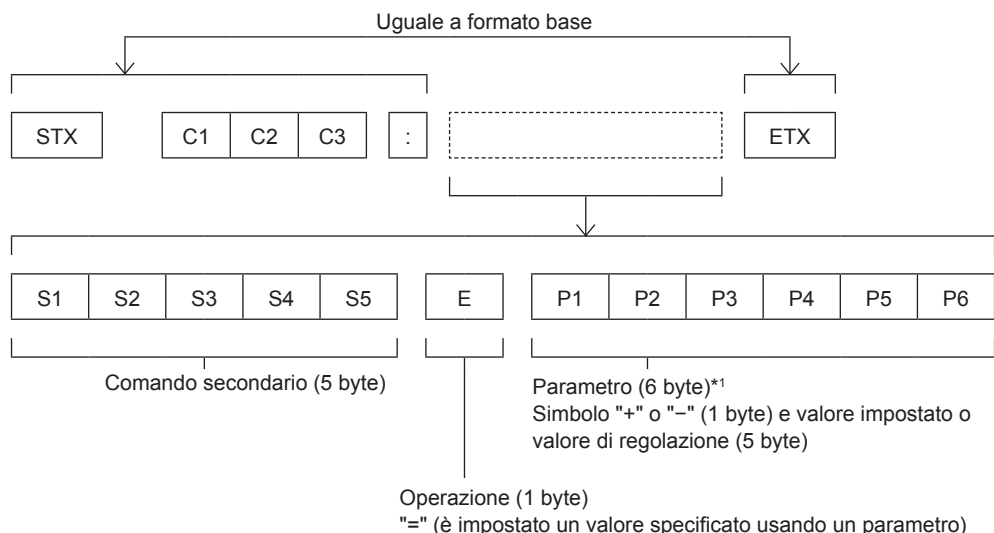 Uguale a formato base
STX C1 C2 C3 : ETX
S1 S2 S3 S4 S5 E P1 P2 P3 P4 P5 P6
Comando secondario (5 byte)
Parametro (6 byte)*1
Simbolo "+" o "−" (1 byte) e valore impostato o
valore di regolazione (5 byte)
Operazione (1 byte)
"=" (è impostato un valore specificato usando un parametro)